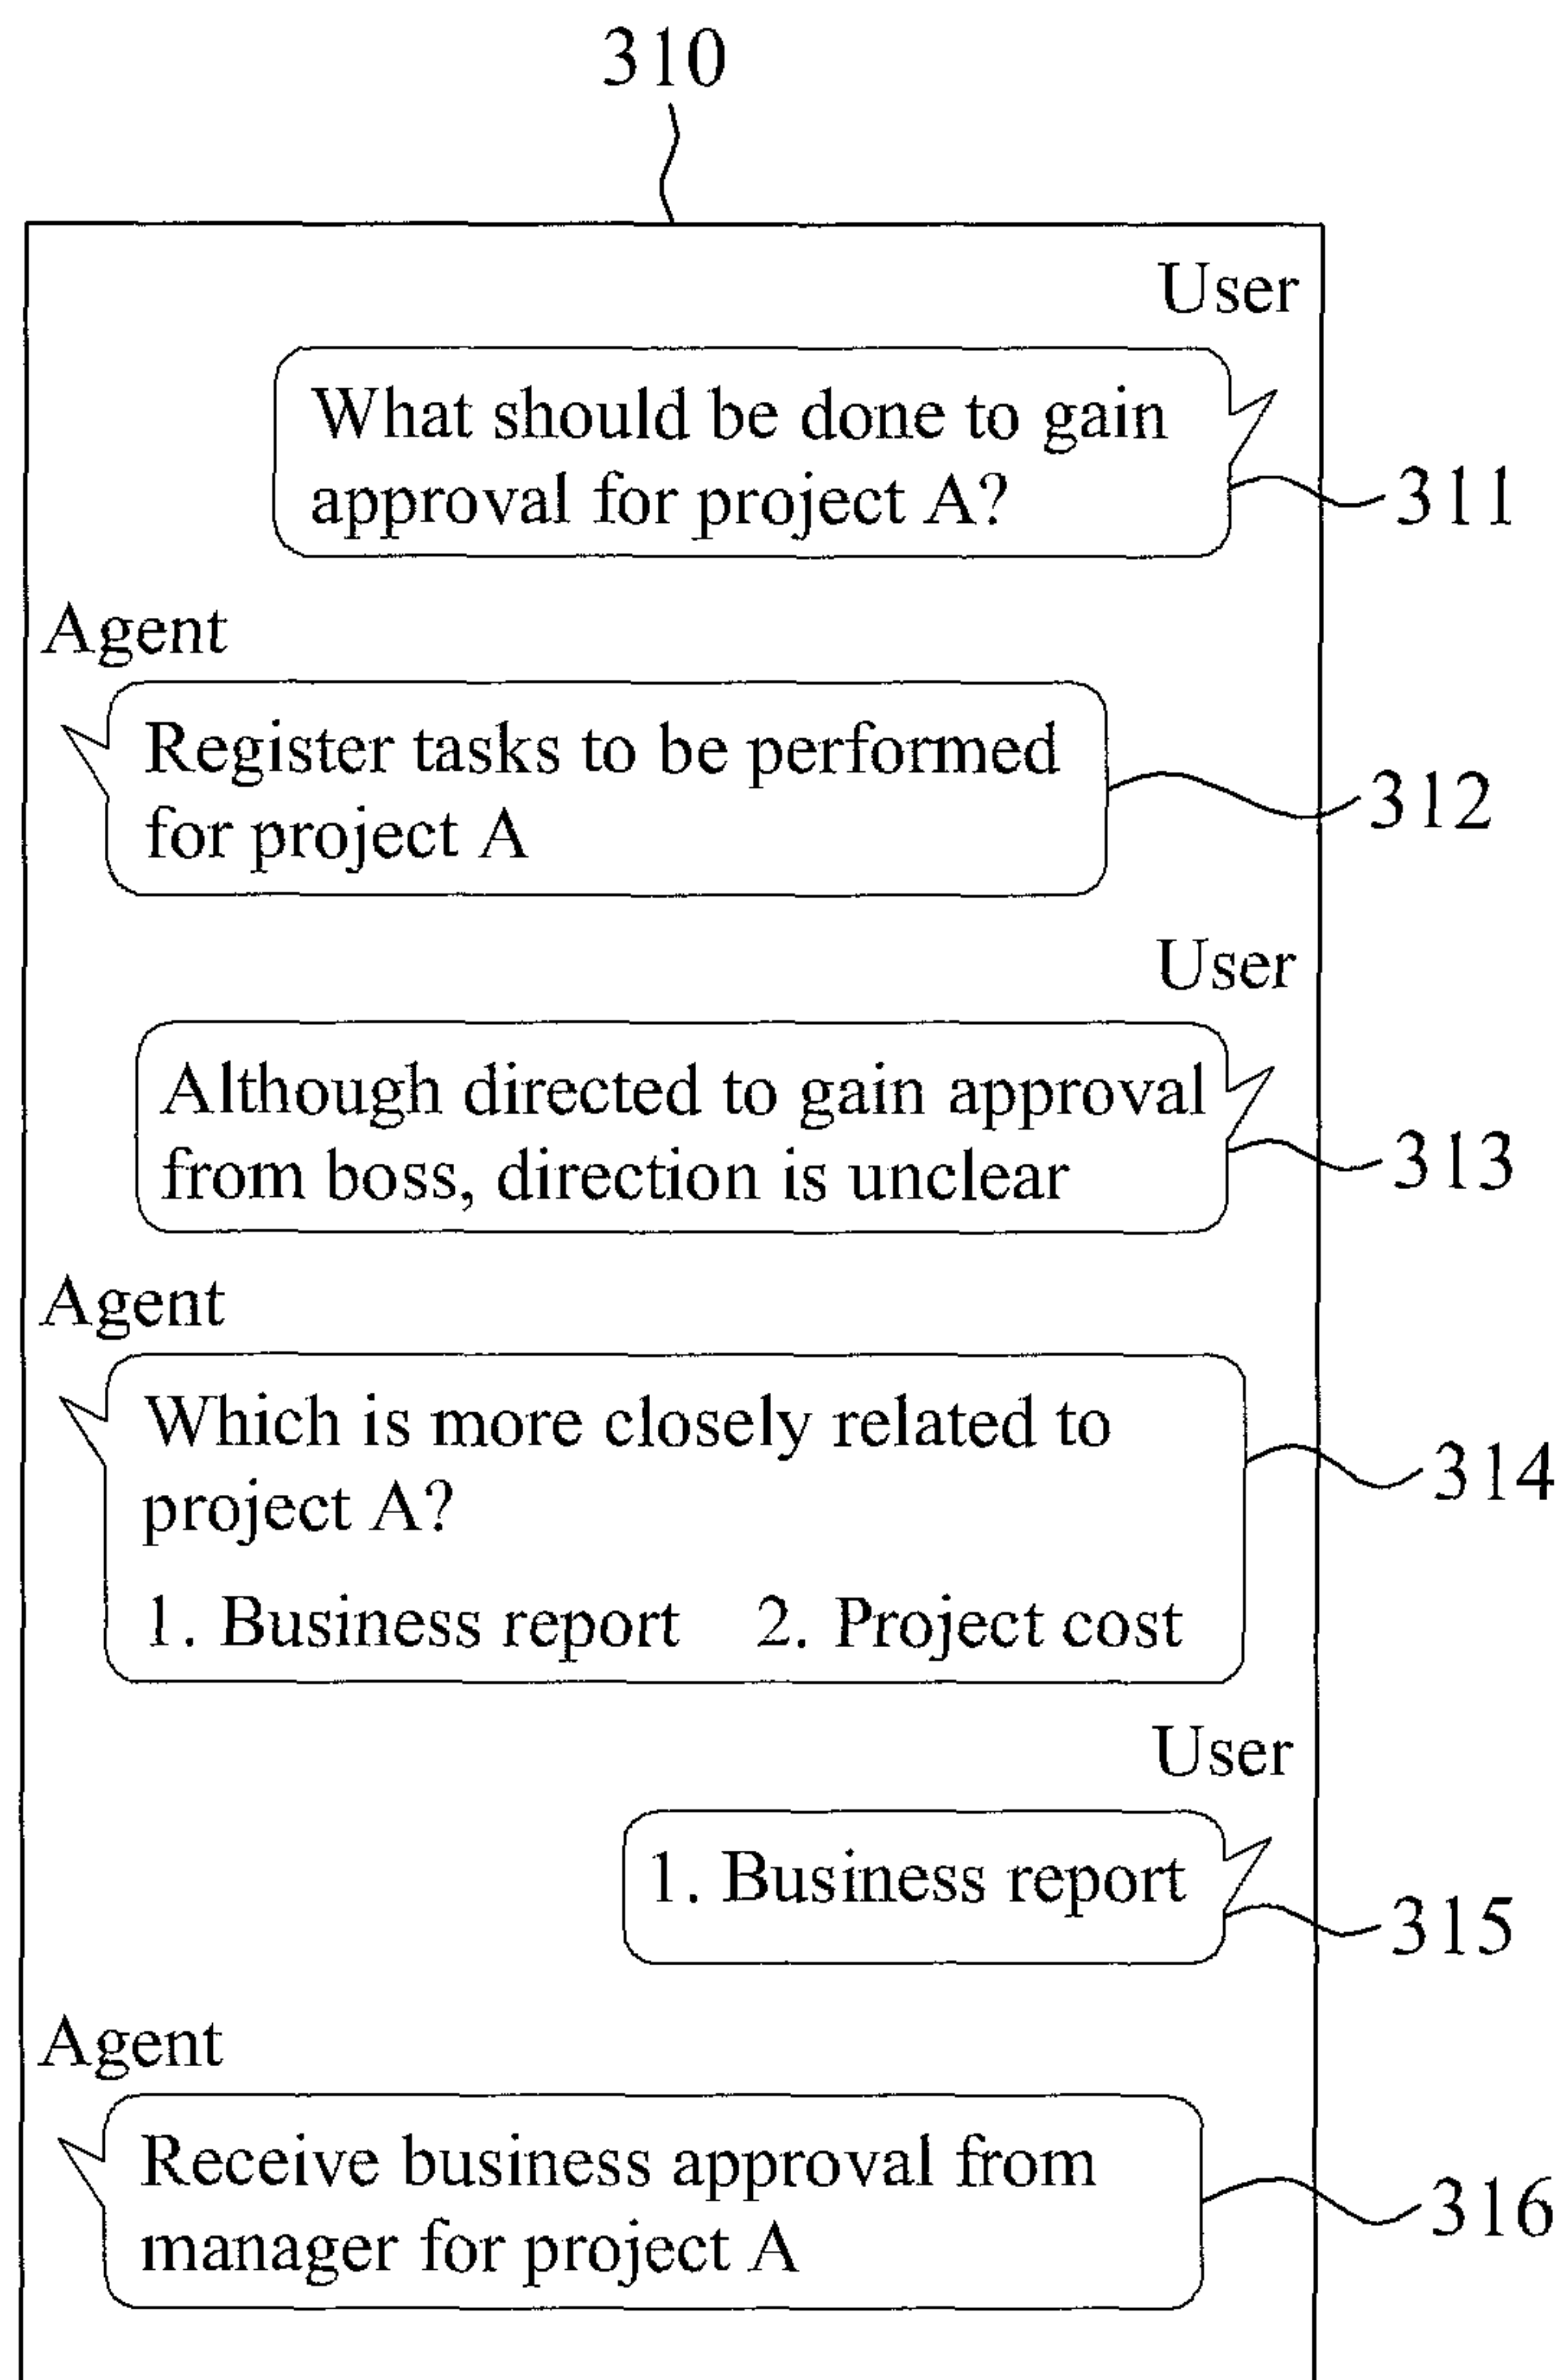 310
User
What should be done to gain
approval for project A?
311
Agent
Register tasks to be performed
for project A
312
User
Although directed to gain approval
from boss, direction is unclear
313
Agent
Which is more closely related to
project A?
1. Business report 2. Project cost
314
User
1. Business report
315
Agent
Receive business approval from
manager for project A
316